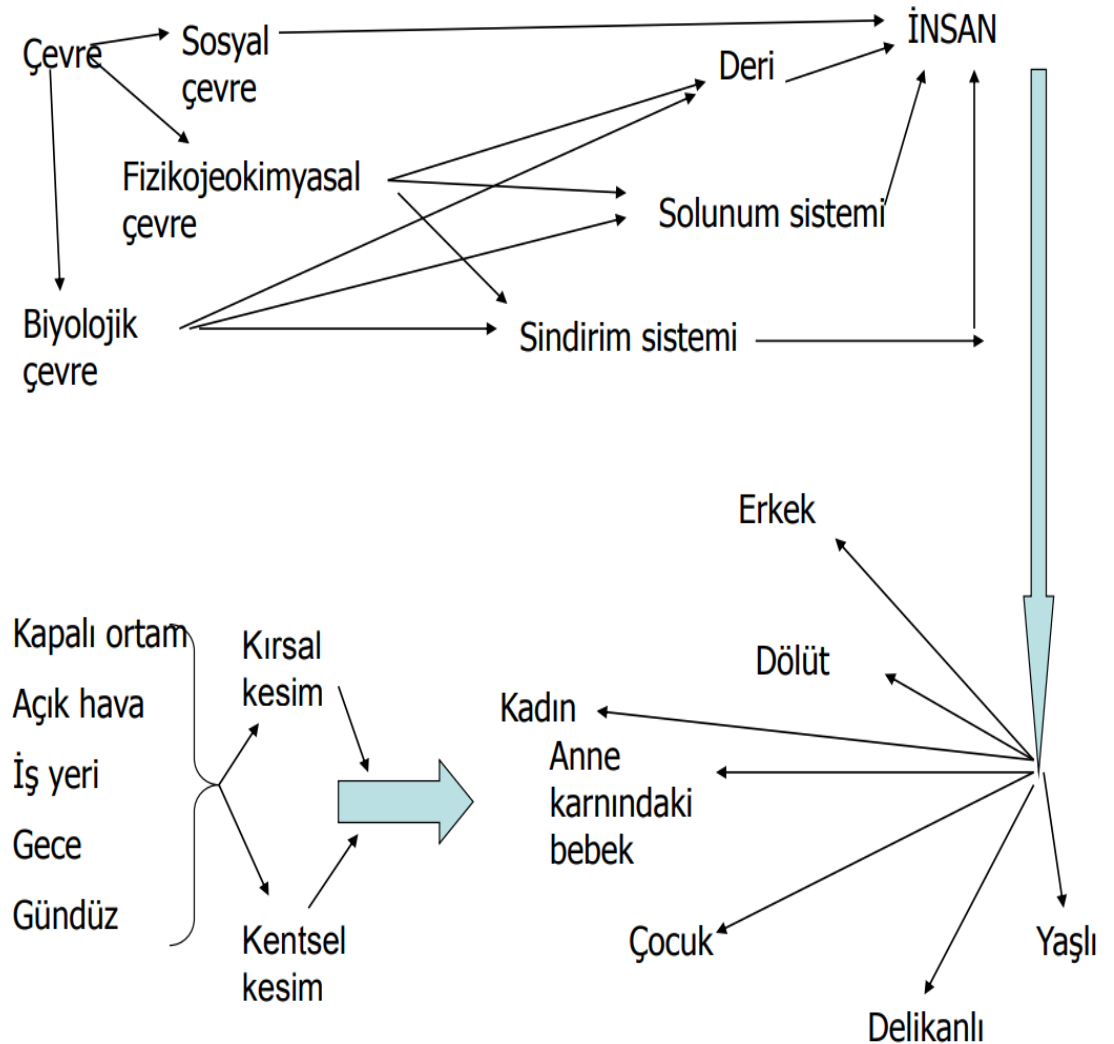 Çevre
Sosyal
çevre
İNSAN
Deri
Fizikojeokimyasal
çevre
Solunum sistemi
Biyolojik
çevre
Sindirim sistemi
Erkek
Kapalı ortam
Kırsal
kesim
Dölüt
Açık hava
Kadın
Anne
karnındaki
bebek
İş yeri
Gece
Gündüz
Kentsel
kesim
Çocuk
Yaşlı
Delikanlı